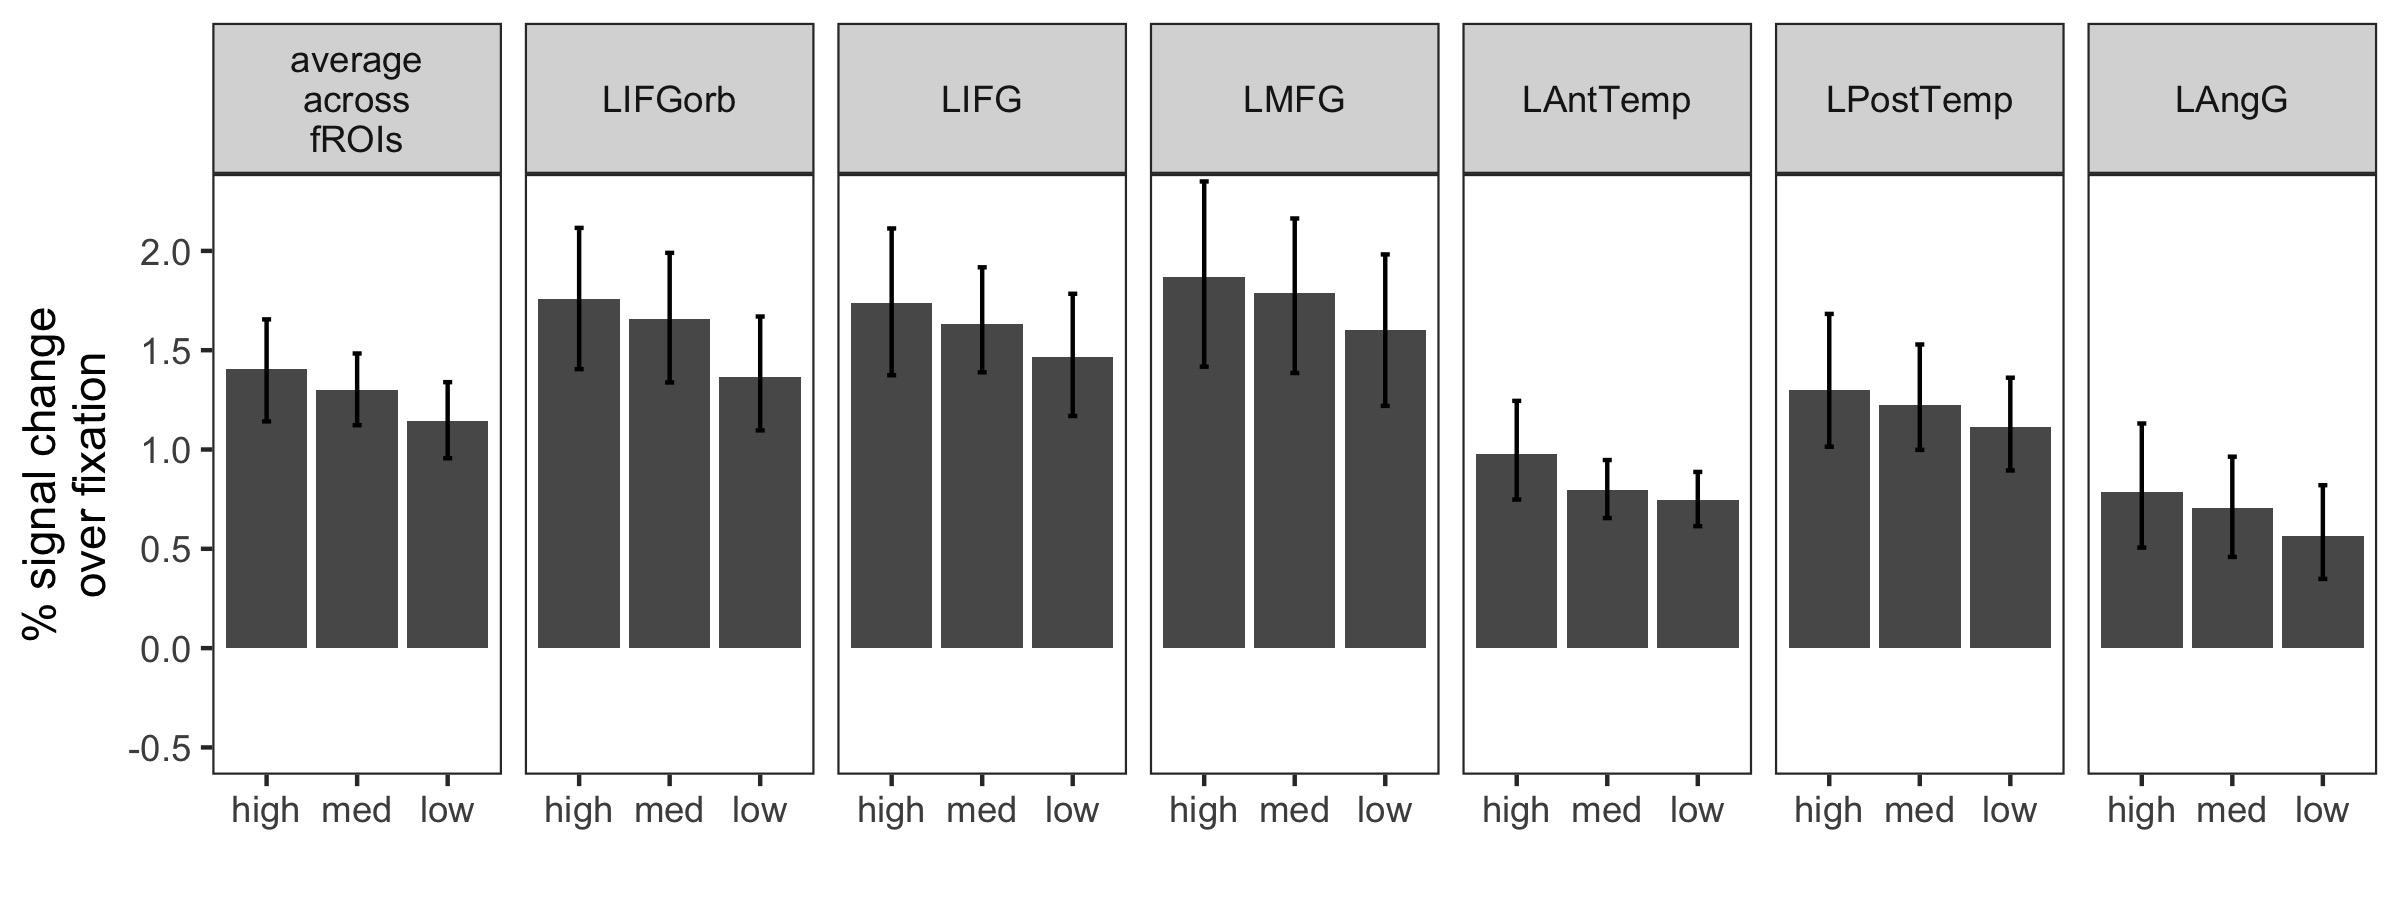 average
across
fROIs
LIFGorb
LIFG
LMFG
LAntTemp
LPostTemp
LAngG
% signal change
over fixation
2.0
1.5
1.0
0.5
0.0
-0.5
high med low
high med low
high med low
high med low
high med low
high med low
high med low